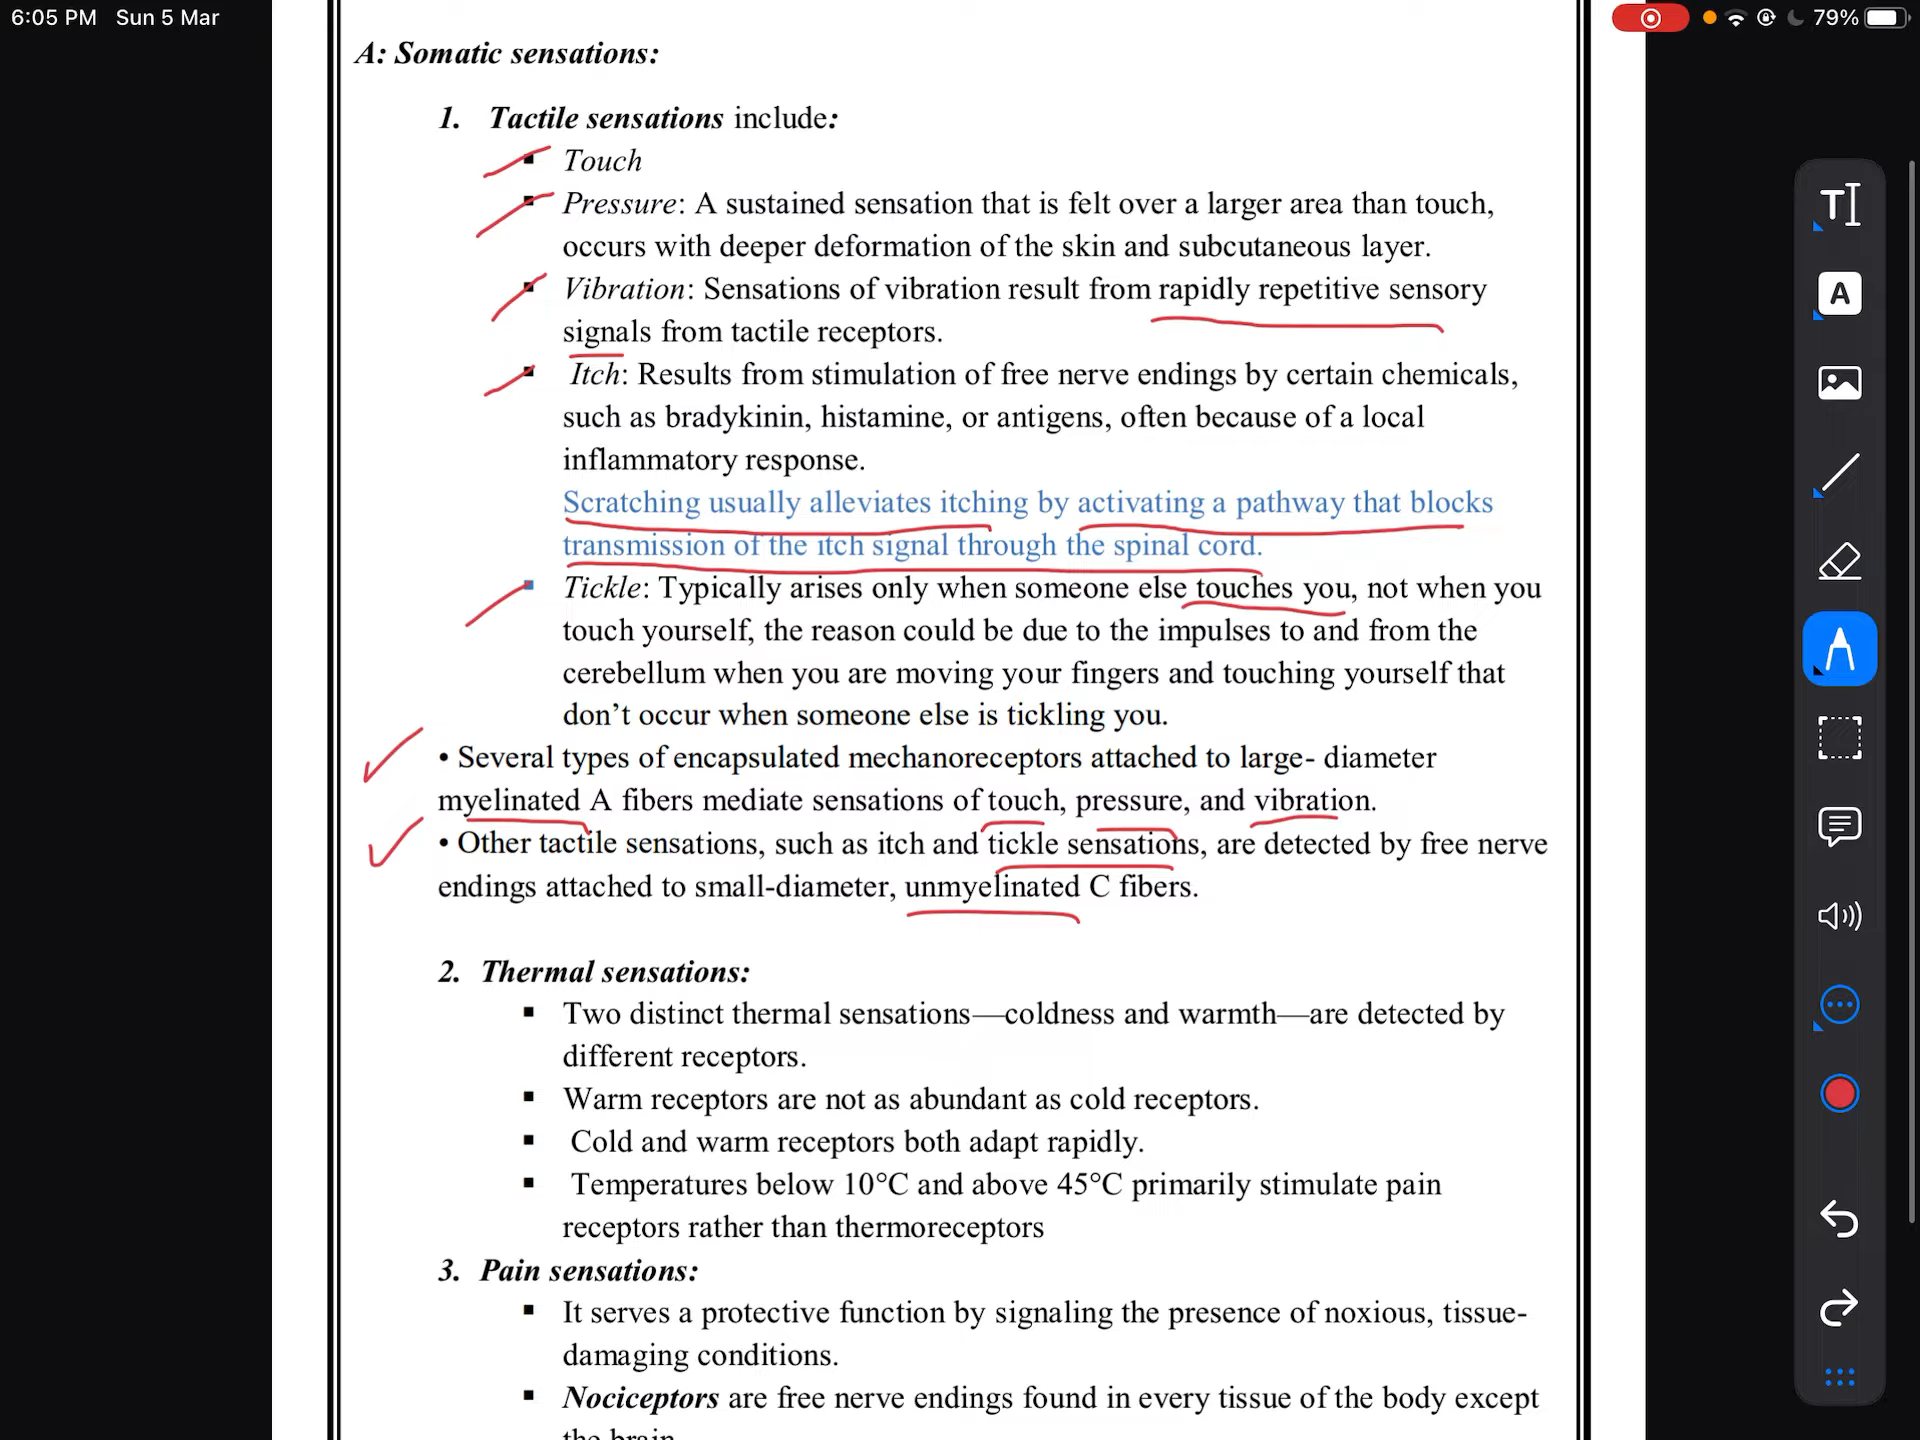 6:05 PM Sun 5 Mar
79%
A: Somatic sensations:
1. Tactile sensations include:
▪ Touch
▪ Pressure: A sustained sensation that is felt over a larger area than touch,
occurs with deeper deformation of the skin and subcutaneous layer.
▪ Vibration: Sensations of vibration result from rapidly repetitive sensory
signals from tactile receptors.
▪ Itch: Results from stimulation of free nerve endings by certain chemicals,
such as bradykinin, histamine, or antigens, often because of a local
inflammatory response.
Scratching usually alleviates itching by activating a pathway that blocks
transmission of the itch signal through the spinal cord.
▪ Tickle: Typically arises only when someone else touches you, not when you
touch yourself, the reason could be due to the impulses to and from the
cerebellum when you are moving your fingers and touching yourself that
don’t occur when someone else is tickling you.
• Several types of encapsulated mechanoreceptors attached to large- diameter
myelinated A fibers mediate sensations of touch, pressure, and vibration.
• Other tactile sensations, such as itch and tickle sensations, are detected by free nerve
endings attached to small-diameter, unmyelinated C fibers.
2. Thermal sensations:
▪ Two distinct thermal sensations—coldness and warmth—are detected by
different receptors.
▪ Warm receptors are not as abundant as cold receptors.
▪ Cold and warm receptors both adapt rapidly.
▪ Temperatures below 10°C and above 45°C primarily stimulate pain
receptors rather than thermoreceptors
3. Pain sensations:
▪ It serves a protective function by signaling the presence of noxious, tissue-
damaging conditions.
▪ Nociceptors are free nerve endings found in every tissue of the body except
the brain.
T
A